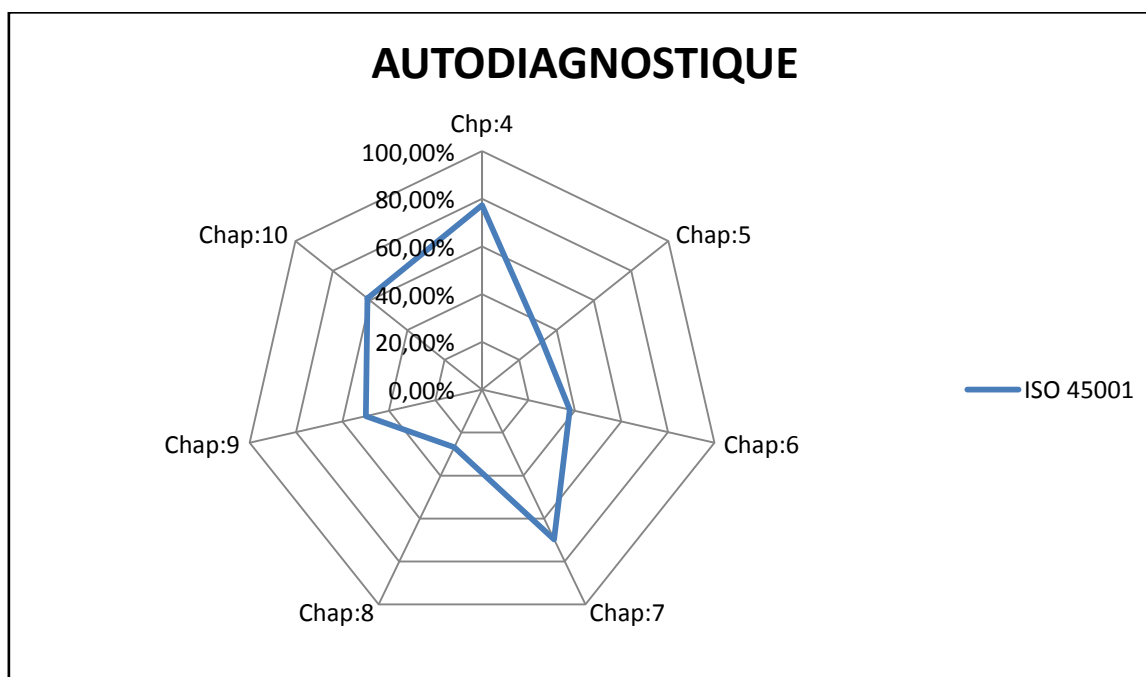 AUTODIAGNOSTIQUE
Chp:4
100,00%
80,00%
60,00%
40,00%
20,00%
0,00%
Chap:5
Chap:6
Chap:7
Chap:8
Chap:9
Chap:10
ISO 45001